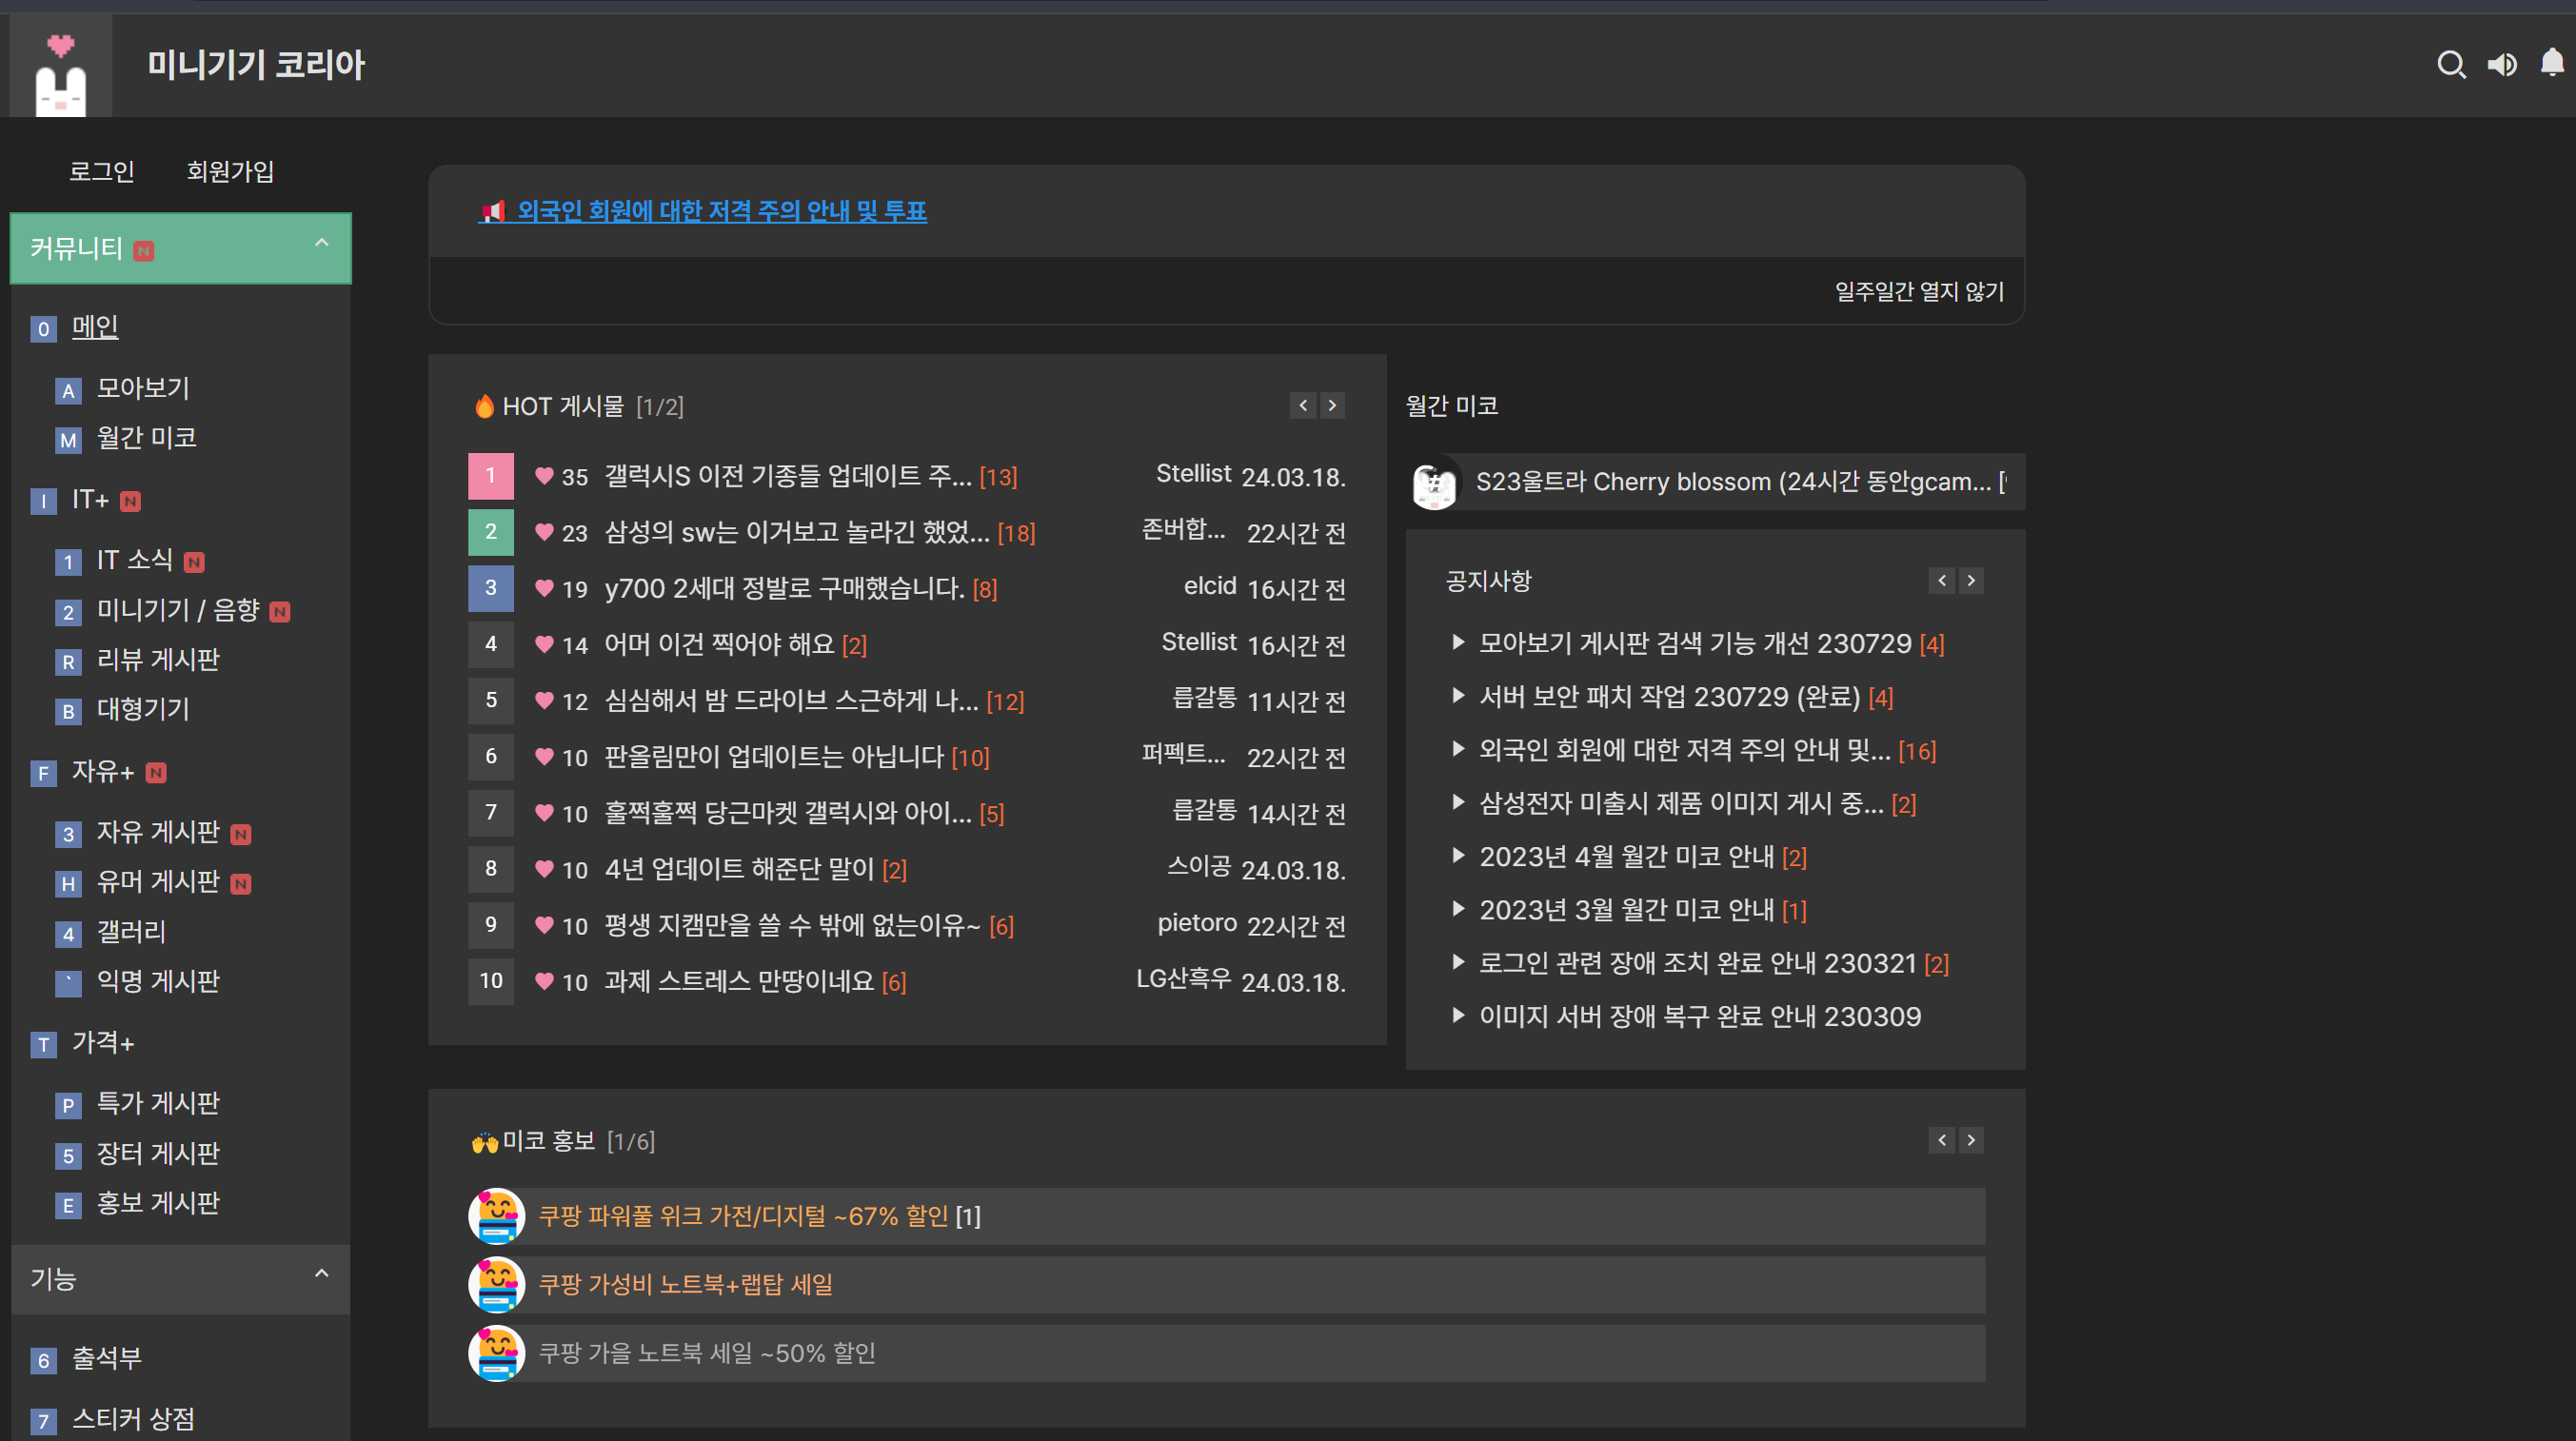 미니기기 코리아
로그인 회원가입
커뮤니티 N
0 메인
A 모아보기
M 월간 미코
I IT+ N
1 IT 소식 N
2 미니기기 / 음향 N
R 리뷰 게시판
B 대형기기
F 자유+ N
3 자유 게시판 N
H 유머 게시판 N
4 갤러리
` 익명 게시판
T 가격+
P 특가 게시판
5 장터 게시판
E 홍보 게시판
기능
6 출석부
7 스티커 상점
외국인 회원에 대한 저격 주의 안내 및 투표
일주일간 열지 않기
HOT 게시물 [1/2]
1 35 갤럭시S 이전 기종들 업데이트 주... [13] Stellist 24.03.18.
2 23 삼성의 sw는 이거보고 놀라긴 했었... [18] 존버합... 22시간 전
3 19 y700 2세대 정발로 구매했습니다. [8] elcid 16시간 전
4 14 어머 이건 찍어야 해요 [2] Stellist 16시간 전
5 12 심심해서 밤 드라이브 스근하게 나... [12] 릅갈통 11시간 전
6 10 판올림만이 업데이트는 아닙니다 [10] 퍼펙트... 22시간 전
7 10 훌쩍훌쩍 당근마켓 갤럭시와 아이... [5] 릅갈통 14시간 전
8 10 4년 업데이트 해준단 말이 [2] 스이공 24.03.18.
9 10 평생 지캠만을 쓸 수 밖에 없는이유~ [6] pietoro 22시간 전
10 10 과제 스트레스 만땅이네요 [6] LG산흑우 24.03.18.
월간 미코
S23울트라 Cherry blossom (24시간 동안gcam... [
공지사항
모아보기 게시판 검색 기능 개선 230729 [4]
서버 보안 패치 작업 230729 (완료) [4]
외국인 회원에 대한 저격 주의 안내 및... [16]
삼성전자 미출시 제품 이미지 게시 중... [2]
2023년 4월 월간 미코 안내 [2]
2023년 3월 월간 미코 안내 [1]
로그인 관련 장애 조치 완료 안내 230321 [2]
이미지 서버 장애 복구 완료 안내 230309
미코 홍보 [1/6]
쿠팡 파워풀 위크 가전/디지털 ~67% 할인 [1]
쿠팡 가성비 노트북+랩탑 세일
쿠팡 가을 노트북 세일 ~50% 할인